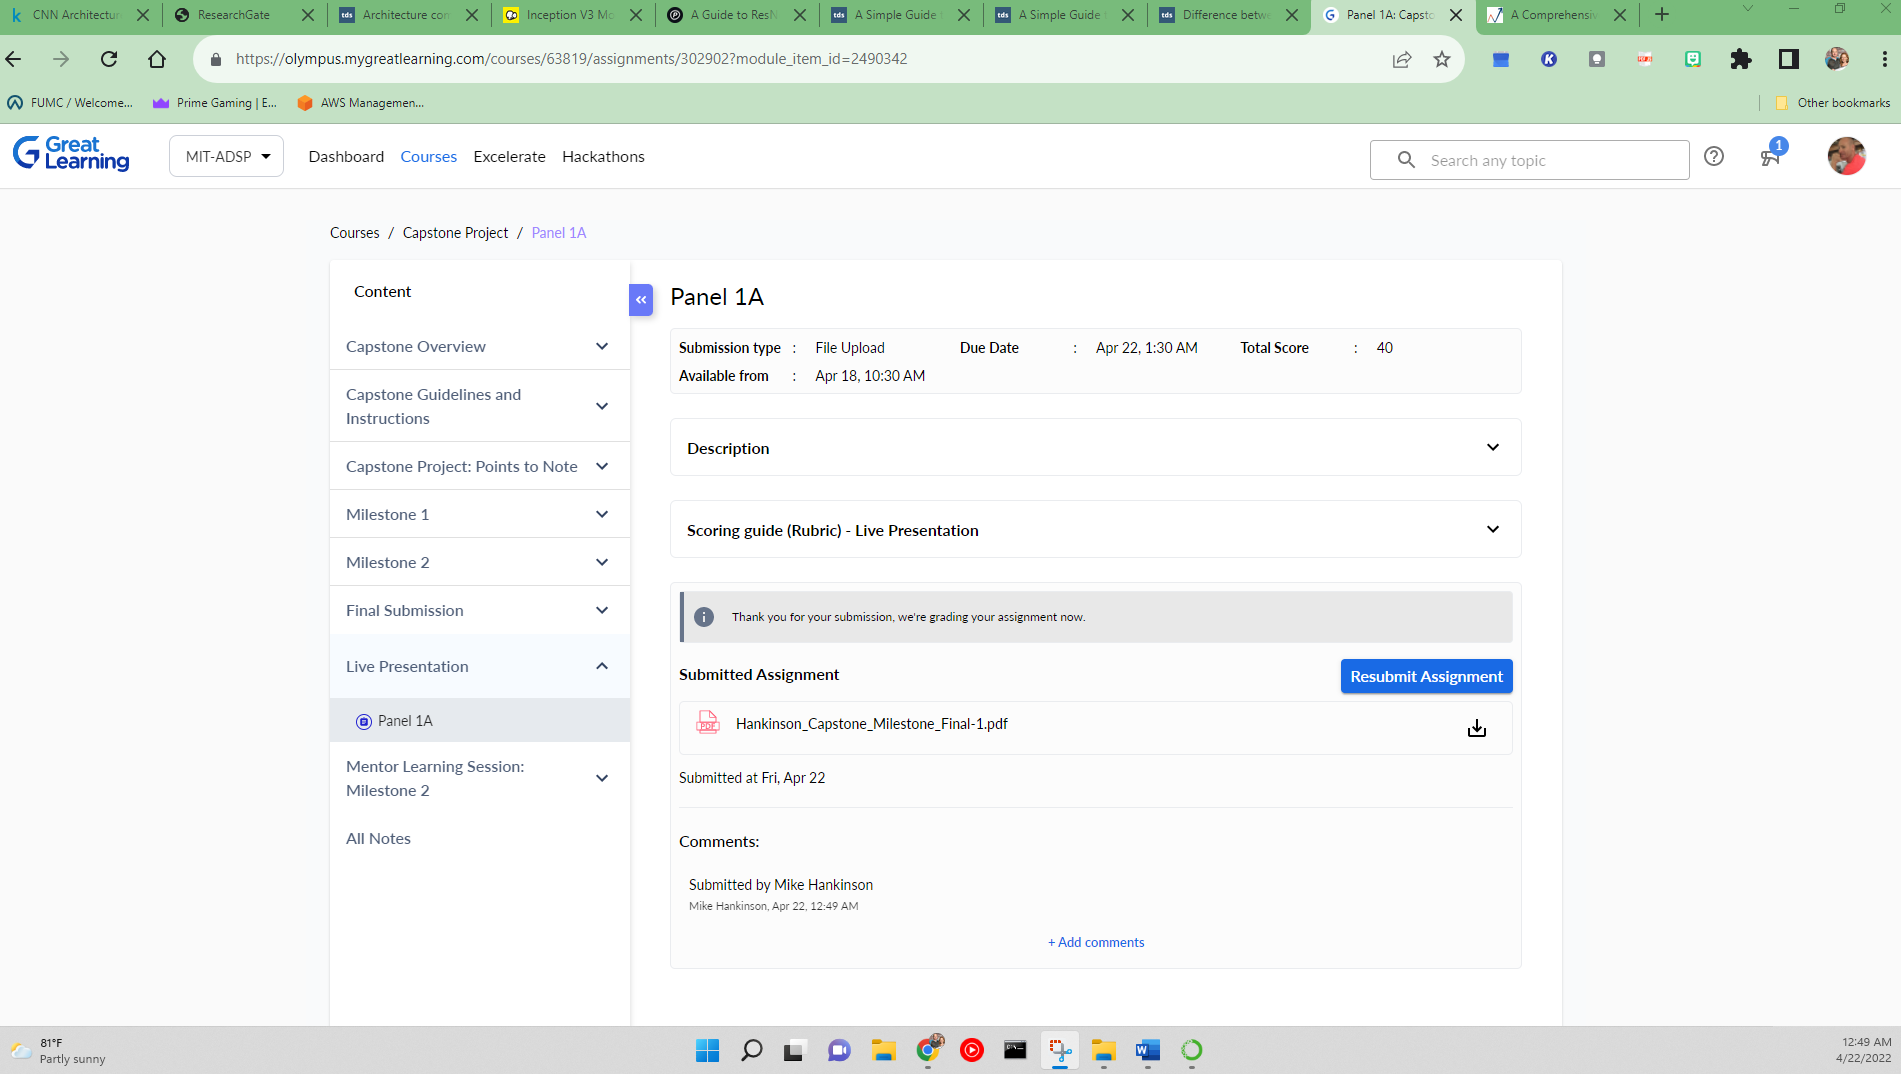 CNN Architectur
ResearchGate
Architecture con
Inception V3 Mo
A Guide to ResN
A Simple Guide t
A Simple Guide t
Difference betwe
Panel 1A: Capsto
A Comprehensiv
https://olympus.mygreatlearning.com/courses/63819/assignments/302902?module_item_id=2490342
FUMC / Welcome...
Prime Gaming | E...
AWS Managemen...
Other bookmarks
Great Learning
MIT-ADSP
Dashboard
Courses
Excelerate
Hackathons
Search any topic
1
Courses / Capstone Project / Panel 1A
Content
Capstone Overview
Capstone Guidelines and
Instructions
Capstone Project: Points to Note
Milestone 1
Milestone 2
Final Submission
Live Presentation
Panel 1A
Mentor Learning Session:
Milestone 2
All Notes
Panel 1A
Submission type : File Upload Due Date : Apr 22, 1:30 AM Total Score : 40
Available from : Apr 18, 10:30 AM
Description
Scoring guide (Rubric) - Live Presentation
Thank you for your submission, we're grading your assignment now.
Submitted Assignment
Resubmit Assignment
PDF
Hankinson_Capstone_Milestone_Final-1.pdf
Submitted at Fri, Apr 22
Comments:
Submitted by Mike Hankinson
Mike Hankinson, Apr 22, 12:49 AM
+ Add comments
81°F
Partly sunny
12:49 AM
4/22/2022